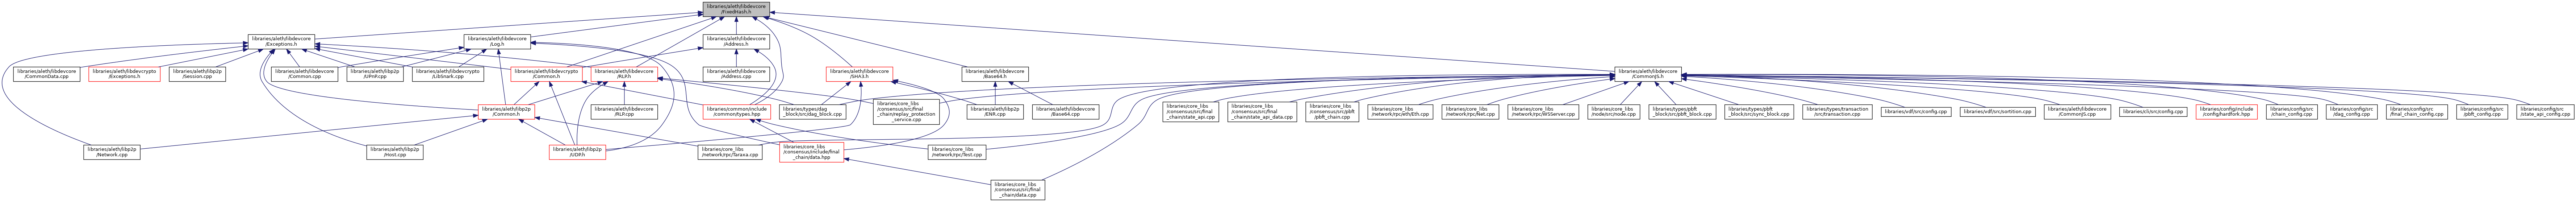 libraries/aleth/libdevcore
/FixedHash.h
libraries/aleth/libdevcore
/Exceptions.h
libraries/aleth/libdevcore
/Log.h
libraries/aleth/libdevcore
/Address.h
libraries/aleth/libdevcore
/CommonData.cpp
libraries/aleth/libdevcrypto
/Exceptions.h
libraries/aleth/libp2p
/Session.cpp
libraries/aleth/libdevcore
/Common.cpp
libraries/aleth/libp2p
/UPnP.cpp
libraries/aleth/libdevcrypto
/LibSnark.cpp
libraries/aleth/libdevcrypto
/Common.h
libraries/aleth/libdevcore
/RLP.h
libraries/aleth/libdevcore
/Address.cpp
libraries/aleth/libdevcore
/SHA3.h
libraries/aleth/libdevcore
/Base64.h
libraries/aleth/libdevcore
/CommonJS.h
libraries/aleth/libp2p
/Common.h
libraries/aleth/libdevcore
/RLP.cpp
libraries/common/include
/common/types.hpp
libraries/types/dag
_block/src/dag_block.cpp
libraries/core_libs
/consensus/src/final
_chain/replay_protection
_service.cpp
libraries/aleth/libp2p
/ENR.cpp
libraries/aleth/libdevcore
/Base64.cpp
libraries/core_libs
/consensus/src/final
_chain/state_api.cpp
libraries/core_libs
/consensus/src/final
_chain/state_api_data.cpp
libraries/core_libs
/consensus/src/pbft
/pbft_chain.cpp
libraries/core_libs
/network/rpc/eth/Eth.cpp
libraries/core_libs
/network/rpc/Net.cpp
libraries/core_libs
/network/rpc/WSServer.cpp
libraries/core_libs
/node/src/node.cpp
libraries/types/pbft
_block/src/pbft_block.cpp
libraries/types/pbft
_block/src/sync_block.cpp
libraries/types/transaction
/src/transaction.cpp
libraries/vdf/src/config.cpp
libraries/vdf/src/sortition.cpp
libraries/aleth/libdevcore
/CommonJS.cpp
libraries/cli/src/config.cpp
libraries/config/include
/config/hardfork.hpp
libraries/config/src
/chain_config.cpp
libraries/config/src
/dag_config.cpp
libraries/config/src
/final_chain_config.cpp
libraries/config/src
/pbft_config.cpp
libraries/config/src
/state_api_config.cpp
libraries/aleth/libp2p
/Network.cpp
libraries/aleth/libp2p
/Host.cpp
libraries/aleth/libp2p
/UDP.h
libraries/core_libs
/network/rpc/Taraxa.cpp
libraries/core_libs
/consensus/include/final
_chain/data.hpp
libraries/core_libs
/network/rpc/Test.cpp
libraries/core_libs
/consensus/src/final
_chain/data.cpp